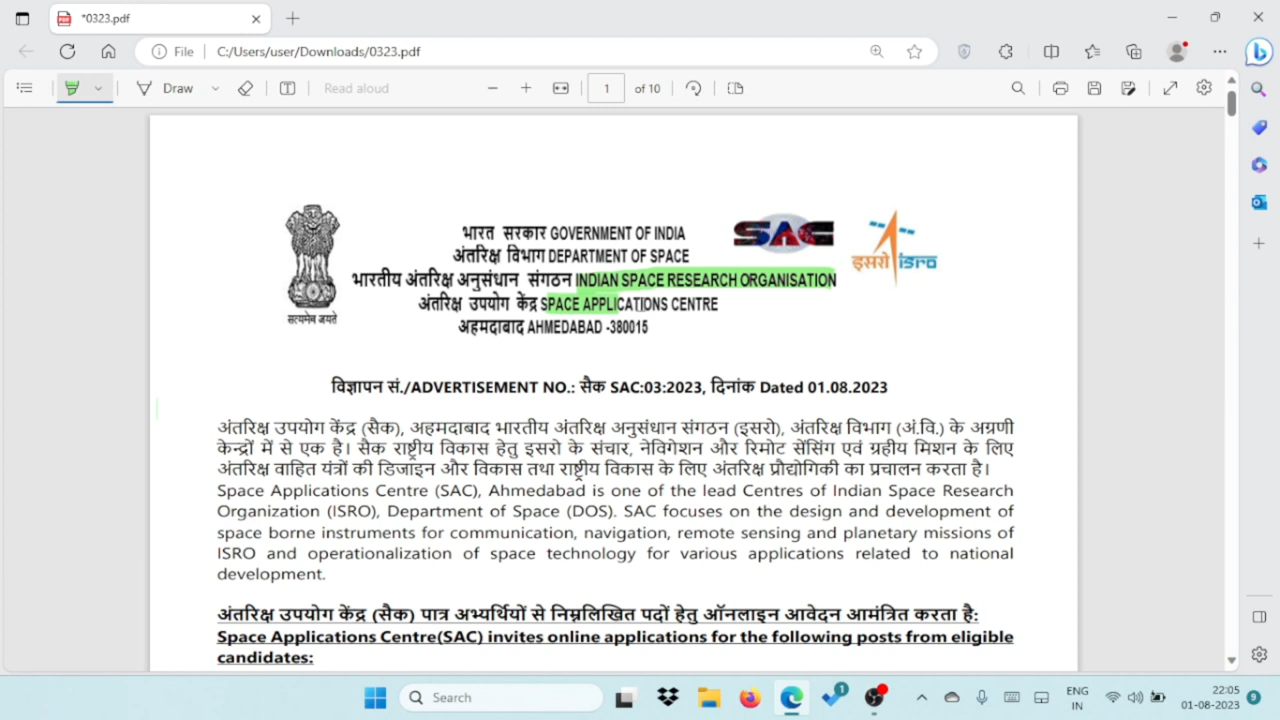 *0323.pdf
File C:/Users/user/Downloads/0323.pdf
Draw Read aloud 1 of 10
भारत सरकार GOVERNMENT OF INDIA
अंतरिक्ष विभाग DEPARTMENT OF SPACE
भारतीय अंतरिक्ष अनुसंधान संगठन INDIAN SPACE RESEARCH ORGANISATION
अंतरिक्ष उपयोग केंद्र SPACE APPLICATIONS CENTRE
अहमदाबाद AHMEDABAD -380015
सत्यमेव जयते
SAC
इसरो isro
विज्ञापन सं./ADVERTISEMENT NO.: सैक SAC:03:2023, दिनांक Dated 01.08.2023
अंतरिक्ष उपयोग केंद्र (सैक), अहमदाबाद भारतीय अंतरिक्ष अनुसंधान संगठन (इसरो), अंतरिक्ष विभाग (अं.वि.) के अग्रणी
केन्द्रों में से एक है। सैक राष्ट्रीय विकास हेतु इसरो के संचार, नेविगेशन और रिमोट सेंसिंग एवं ग्रहीय मिशन के लिए
अंतरिक्ष वाहित यंत्रों की डिजाइन और विकास तथा राष्ट्रीय विकास के लिए अंतरिक्ष प्रौद्योगिकी का प्रचालन करता है।
Space Applications Centre (SAC), Ahmedabad is one of the lead Centres of Indian Space Research
Organization (ISRO), Department of Space (DOS). SAC focuses on the design and development of
space borne instruments for communication, navigation, remote sensing and planetary missions of
ISRO and operationalization of space technology for various applications related to national
development.
अंतरिक्ष उपयोग केंद्र (सैक) पात्र अभ्यर्थियों से निम्नलिखित पदों हेतु ऑनलाइन आवेदन आमंत्रित करता है:
Space Applications Centre(SAC) invites online applications for the following posts from eligible
candidates:
Search
1
ENG
IN
22:05
01-08-2023
9